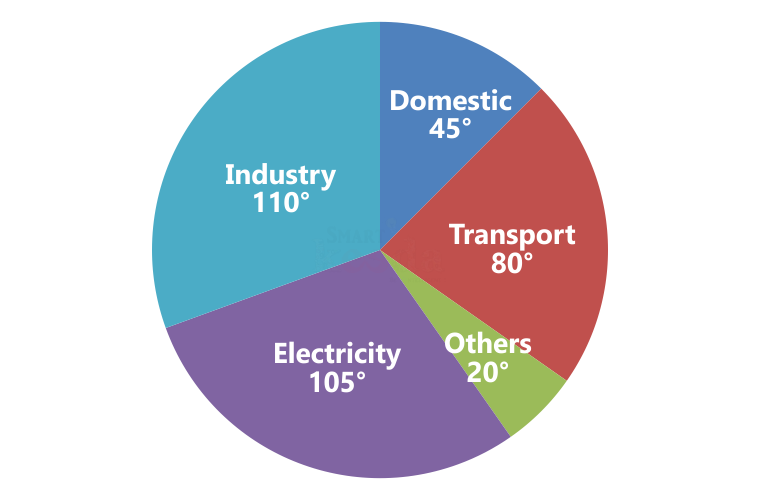 Domestic
45°
Transport
80°
Others
20°
Electricity
105°
Industry
110°